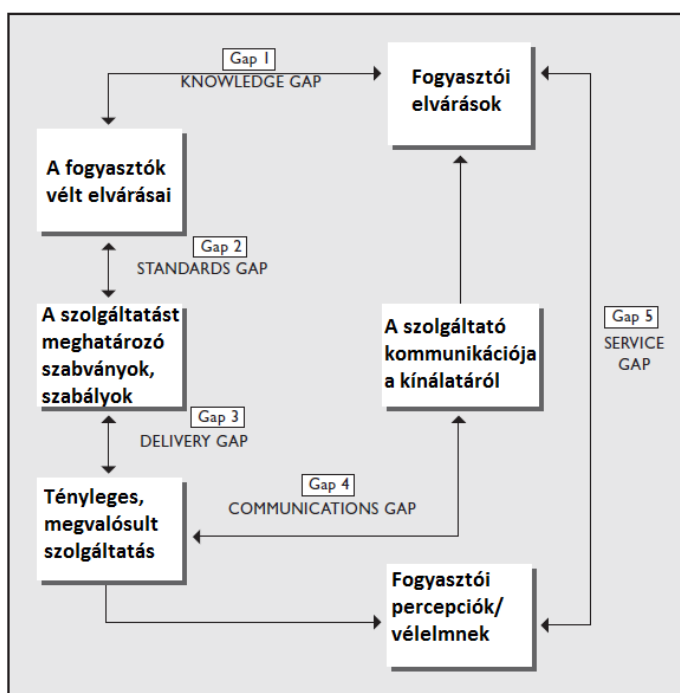 Gap 1
KNOWLEDGE GAP
Fogyasztói
elvárások
A fogyasztók
vélt elvárásai
Gap 2
STANDARDS GAP
A szolgáltatást
meghatározó
szabványok,
szabályok
A szolgáltató
kommunikációja
a kínálatáról
Gap 5
SERVICE
GAP
Gap 3
DELIVERY GAP
Tényleges,
megvalósult
szolgáltatás
Gap 4
COMMUNICATIONS GAP
Fogyasztói
percepciók/
vélelmnek